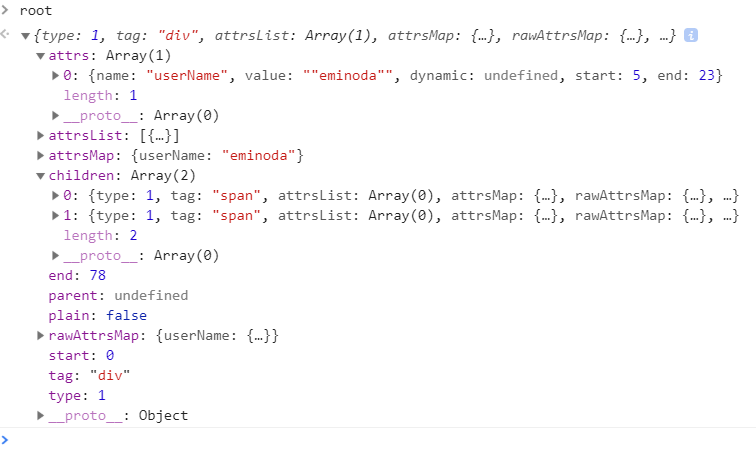 root
{type: 1, tag: "div", attrsList: Array(1), attrsMap: {…}, rawAttrsMap: {…}, …}
attrs: Array(1)
0: {name: "userName", value: ""eminoda"", dynamic: undefined, start: 5, end: 23}
length: 1
__proto__: Array(0)
attrsList: [{…}]
attrsMap: {userName: "eminoda"}
children: Array(2)
0: {type: 1, tag: "span", attrsList: Array(0), attrsMap: {…}, rawAttrsMap: {…}, …}
1: {type: 1, tag: "span", attrsList: Array(0), attrsMap: {…}, rawAttrsMap: {…}, …}
length: 2
__proto__: Array(0)
end: 78
parent: undefined
plain: false
rawAttrsMap: {userName: {…}}
start: 0
tag: "div"
type: 1
__proto__: Object